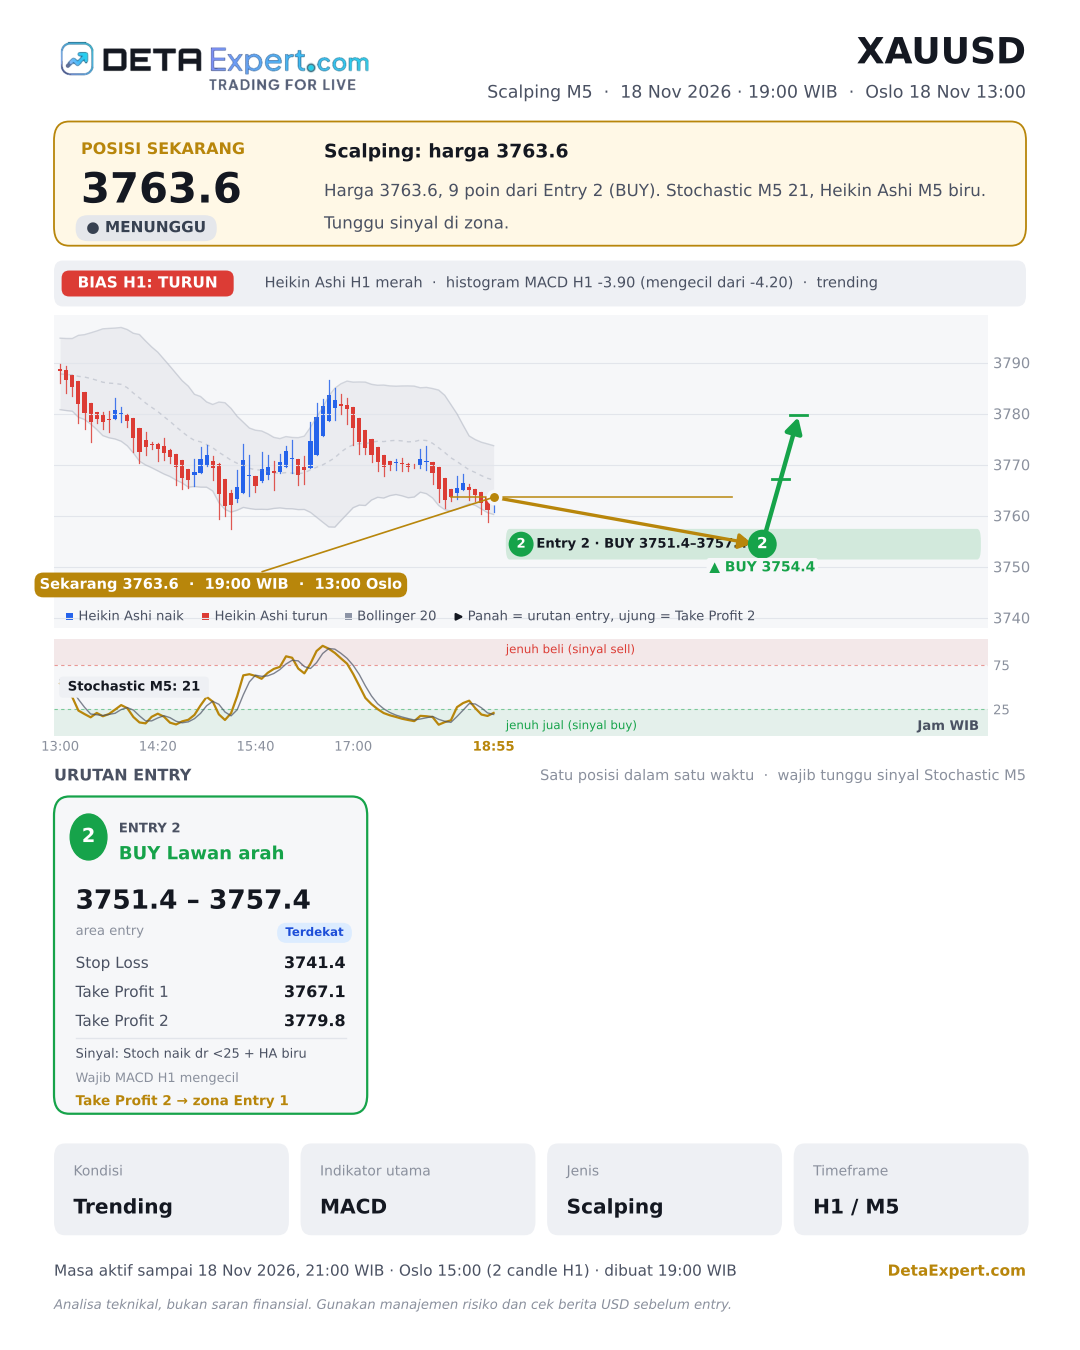 DETA Expert.com
TRADING FOR LIVE
XAUUSD
Scalping M5 · 18 Nov 2026 · 19:00 WIB · Oslo 18 Nov 13:00
POSISI SEKARANG
3763.6
● MENUNGGU
Scalping: harga 3763.6
Harga 3763.6, 9 poin dari Entry 2 (BUY). Stochastic M5 21, Heikin Ashi M5 biru.
Tunggu sinyal di zona.
BIAS H1: TURUN
Heikin Ashi H1 merah · histogram MACD H1 -3.90 (mengecil dari -4.20) · trending
3790
3780
3770
3760
3750
3740
2 Entry 2 · BUY 3751.4–3757.
2
▲ BUY 3754.4
Sekarang 3763.6 · 19:00 WIB · 13:00 Oslo
Heikin Ashi naik
Heikin Ashi turun
Bollinger 20
Panah = urutan entry, ujung = Take Profit 2
jenuh beli (sinyal sell)
75
Stochastic M5: 21
25
jenuh jual (sinyal buy)
Jam WIB
13:00
14:20
15:40
17:00
18:55
URUTAN ENTRY
Satu posisi dalam satu waktu · wajib tunggu sinyal Stochastic M5
2
ENTRY 2
BUY Lawan arah
3751.4 – 3757.4
area entry
Terdekat
Stop Loss 3741.4
Take Profit 1 3767.1
Take Profit 2 3779.8
Sinyal: Stoch naik dr <25 + HA biru
Wajib MACD H1 mengecil
Take Profit 2 → zona Entry 1
Kondisi
Trending
Indikator utama
MACD
Jenis
Scalping
Timeframe
H1 / M5
Masa aktif sampai 18 Nov 2026, 21:00 WIB · Oslo 15:00 (2 candle H1) · dibuat 19:00 WIB
DetaExpert.com
Analisa teknikal, bukan saran finansial. Gunakan manajemen risiko dan cek berita USD sebelum entry.